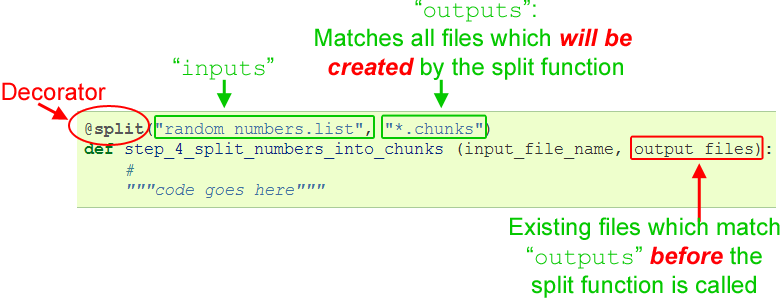 “outputs”:
Matches all files which will be
created by the split function
“inputs”
Decorator
@split("random_numbers.list", "*.chunks")
def step_4_split_numbers_into_chunks (input_file_name, output_files):
#
"""code goes here"""
Existing files which match
“outputs” before the
split function is called